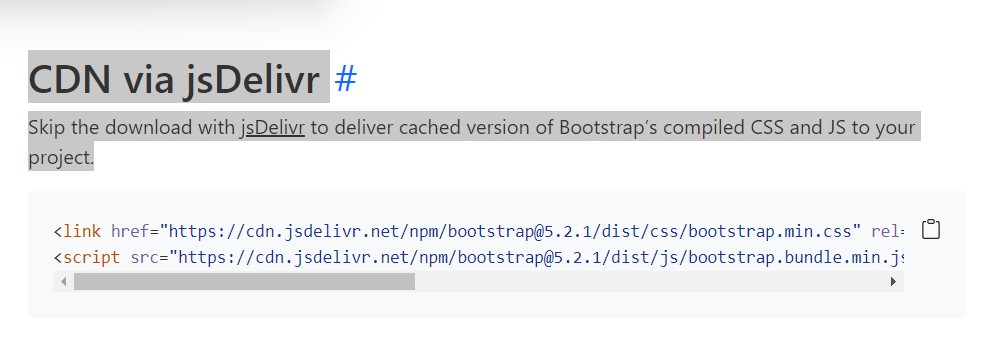 CDN via jsDelivr #
Skip the download with jsDelivr to deliver cached version of Bootstrap's compiled CSS and JS to your
project.
<link href="https://cdn.jsdelivr.net/npm/bootstrap@5.2.1/dist/css/bootstrap.min.css" rel=
<script src="https://cdn.jsdelivr.net/npm/bootstrap@5.2.1/dist/js/bootstrap.bundle.min.js